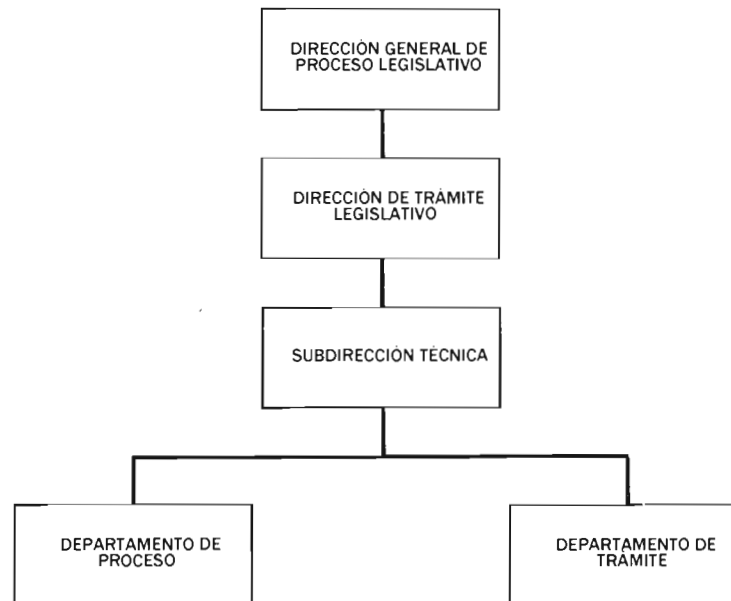 DIRECCIÓN GENERAL DE
PROCESO LEGISLATIVO
DIRECCIÓN DE TRÁMITE
LEGISLATIVO
SUBDIRECCIÓN TÉCNICA
DEPARTAMENTO DE
PROCESO
DEPARTAMENTO DE
TRÁMITE